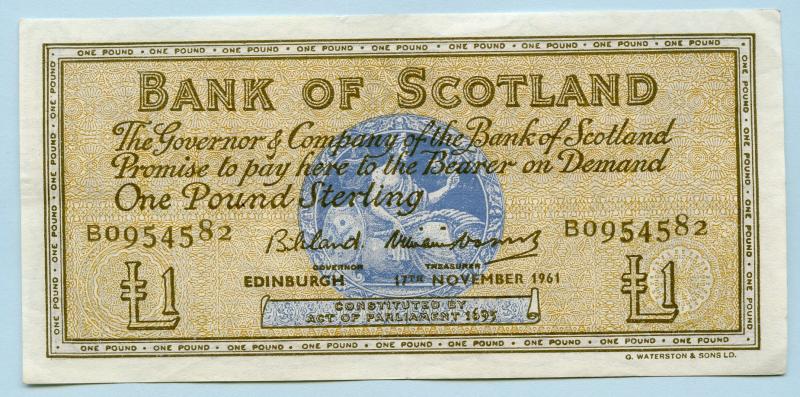 ONE POUND · ONE POUND · ONE POUND · ONE POUND · ONE POUND · ONE POUND · ONE POUND · ONE POUND · ONE POUND
BANK OF SCOTLAND
The Governor & Company of the Bank of Scotland
Promise to pay here to the Bearer on Demand
One Pound Sterling
B0954582 B0954582
GOVERNOR TREASURER
EDINBURGH 17TH NOVEMBER 1961
£1 £1
CONSTITUTED BY
ACT OF PARLIAMENT 1695
ONE POUND · ONE POUND · ONE POUND · ONE POUND · ONE POUND · ONE POUND · ONE POUND · ONE POUND · ONE POUND
ONE POUND · ONE POUND · ONE POUND · ONE POUND
ONE POUND · ONE POUND · ONE POUND · ONE POUND
G. WATERSTON & SONS LD.